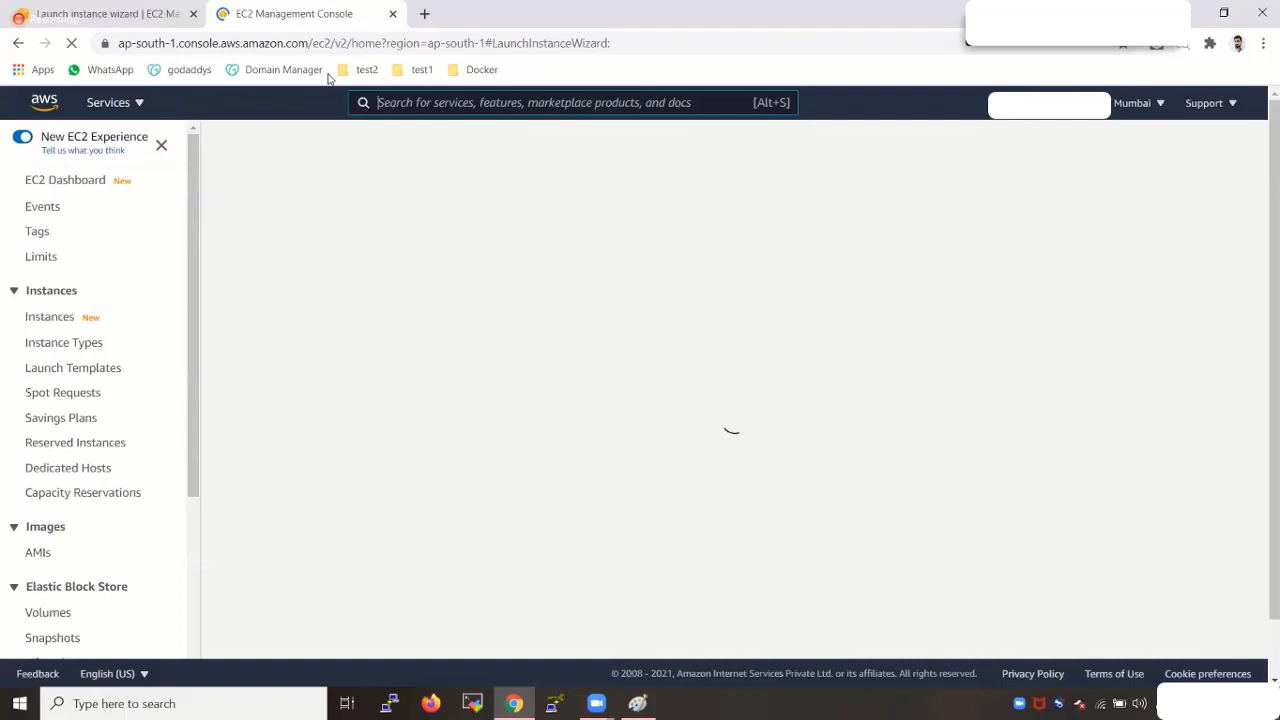 Launch instance wizard | EC2 Ma
Recording
EC2 Management Console
ap-south-1.console.aws.amazon.com/ec2/v2/home?region=ap-south-1#LaunchInstanceWizard:
Apps
WhatsApp
godaddys
Domain Manager
test2
test1
Docker
aws
Services
Search for services, features, marketplace products, and docs
[Alt+S]
Mumbai
Support
New EC2 Experience
Tell us what you think
EC2 Dashboard New
Events
Tags
Limits
Instances
Instances New
Instance Types
Launch Templates
Spot Requests
Savings Plans
Reserved Instances
Dedicated Hosts
Capacity Reservations
Images
AMIs
Elastic Block Store
Volumes
Snapshots
Feedback
English (US)
© 2008 - 2021, Amazon Internet Services Private Ltd. or its affiliates. All rights reserved.
Privacy Policy
Terms of Use
Cookie preferences
Type here to search